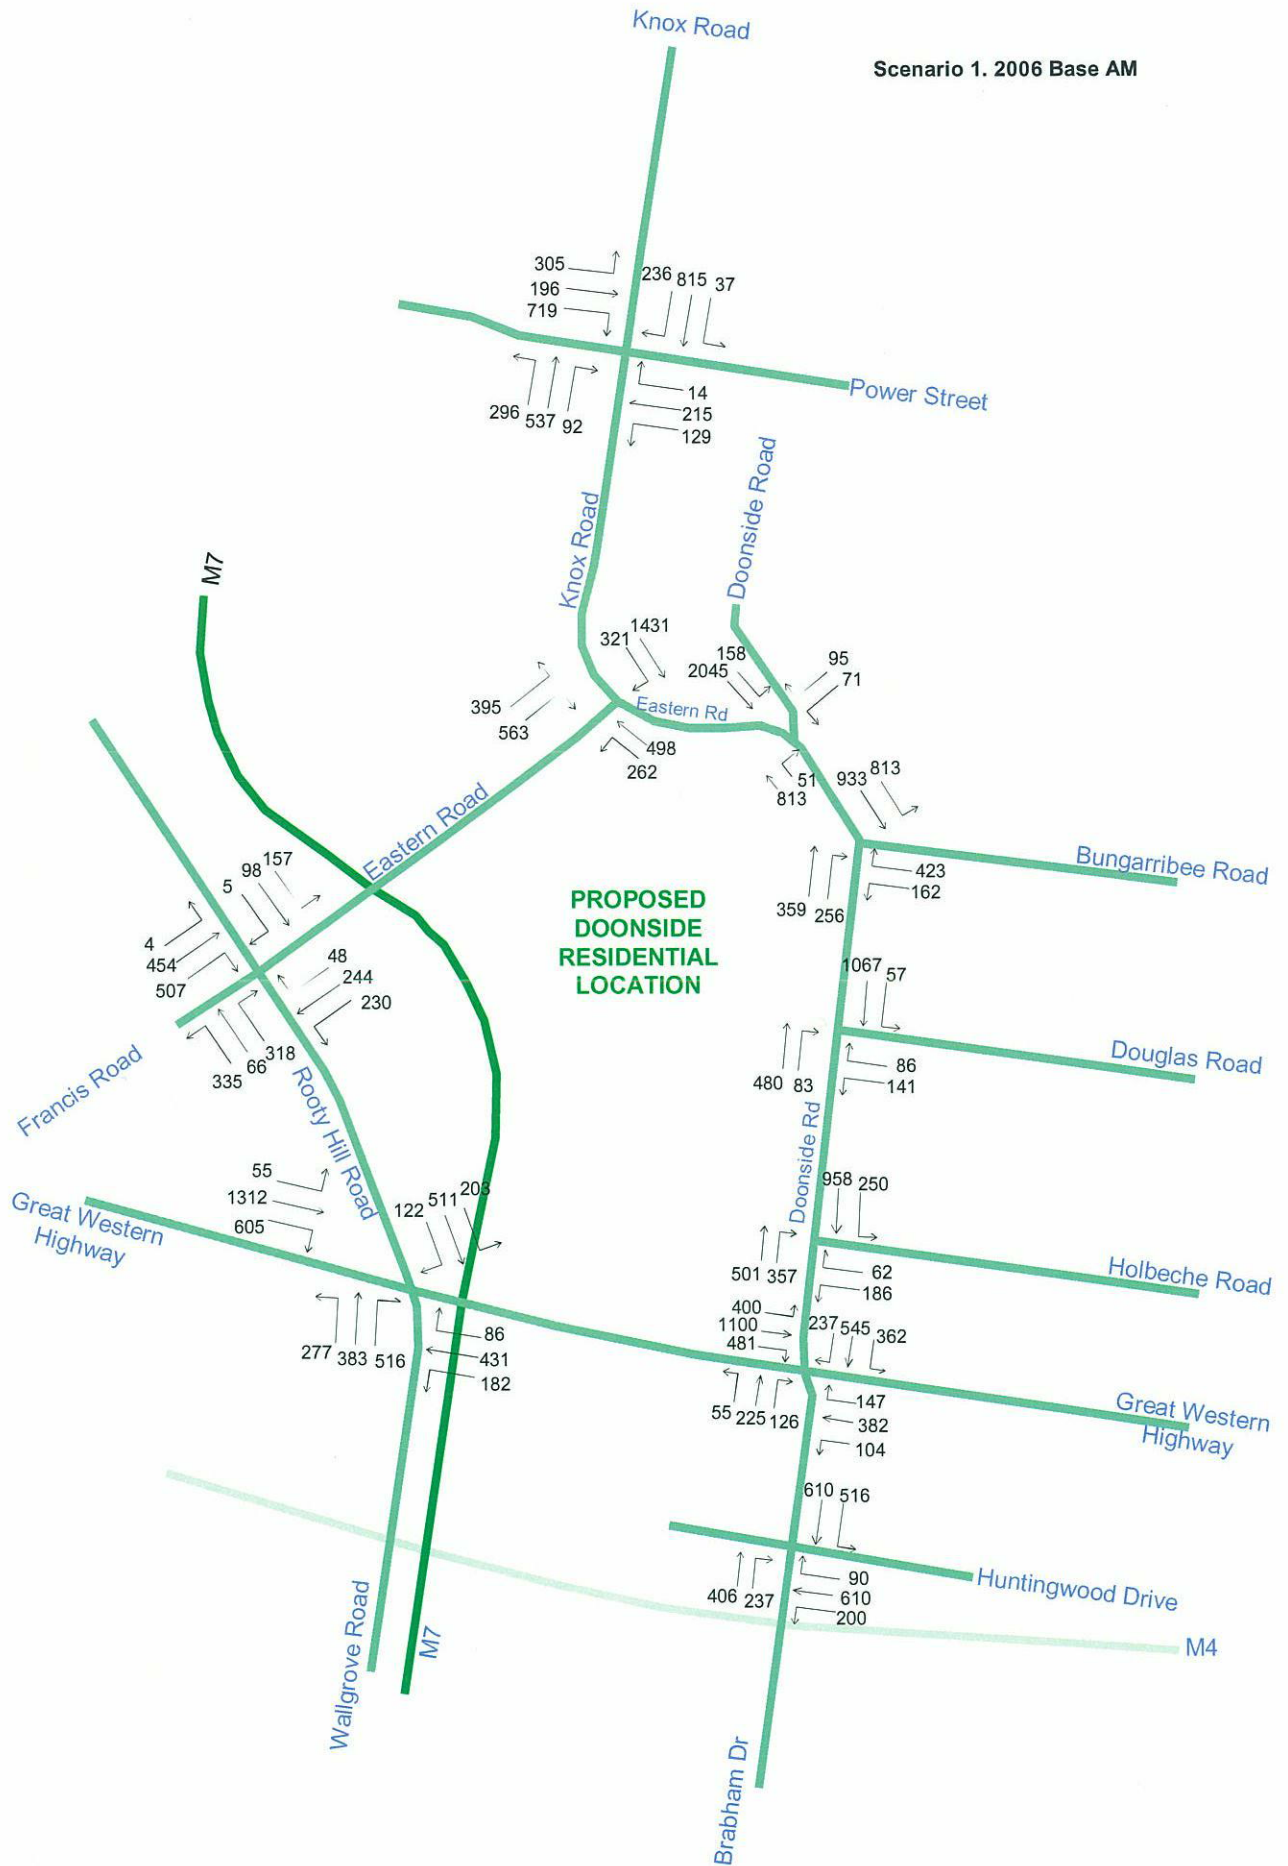 Knox Road
Scenario 1. 2006 Base AM
305
196
719
236 815 37
296 537 92
14
215
129
Power Street
Knox Road
Doonside Road
M7
321 1431
395
563
Eastern Rd
498
262
158
2045
95
71
51
813
933 813
Eastern Road
Bungarribee Road
423
162
359 256
5 98 157
4
454
507
48
244
230
335 66 318
Francis Road
Rooty Hill Road
PROPOSED
DOONSIDE
RESIDENTIAL
LOCATION
1067 57
480 83
86
141
Douglas Road
Doonside Rd
958 250
501 357
62
186
Holbeche Road
Great Western
Highway
55
1312
605
122 511 203
277 383 516
86
431
182
400
1100
481
237 545 362
55 225 126
147
382
104
Great Western
Highway
610 516
406 237
90
610
200
Huntingwood Drive
M4
Wallgrove Road
M7
Brabham Dr